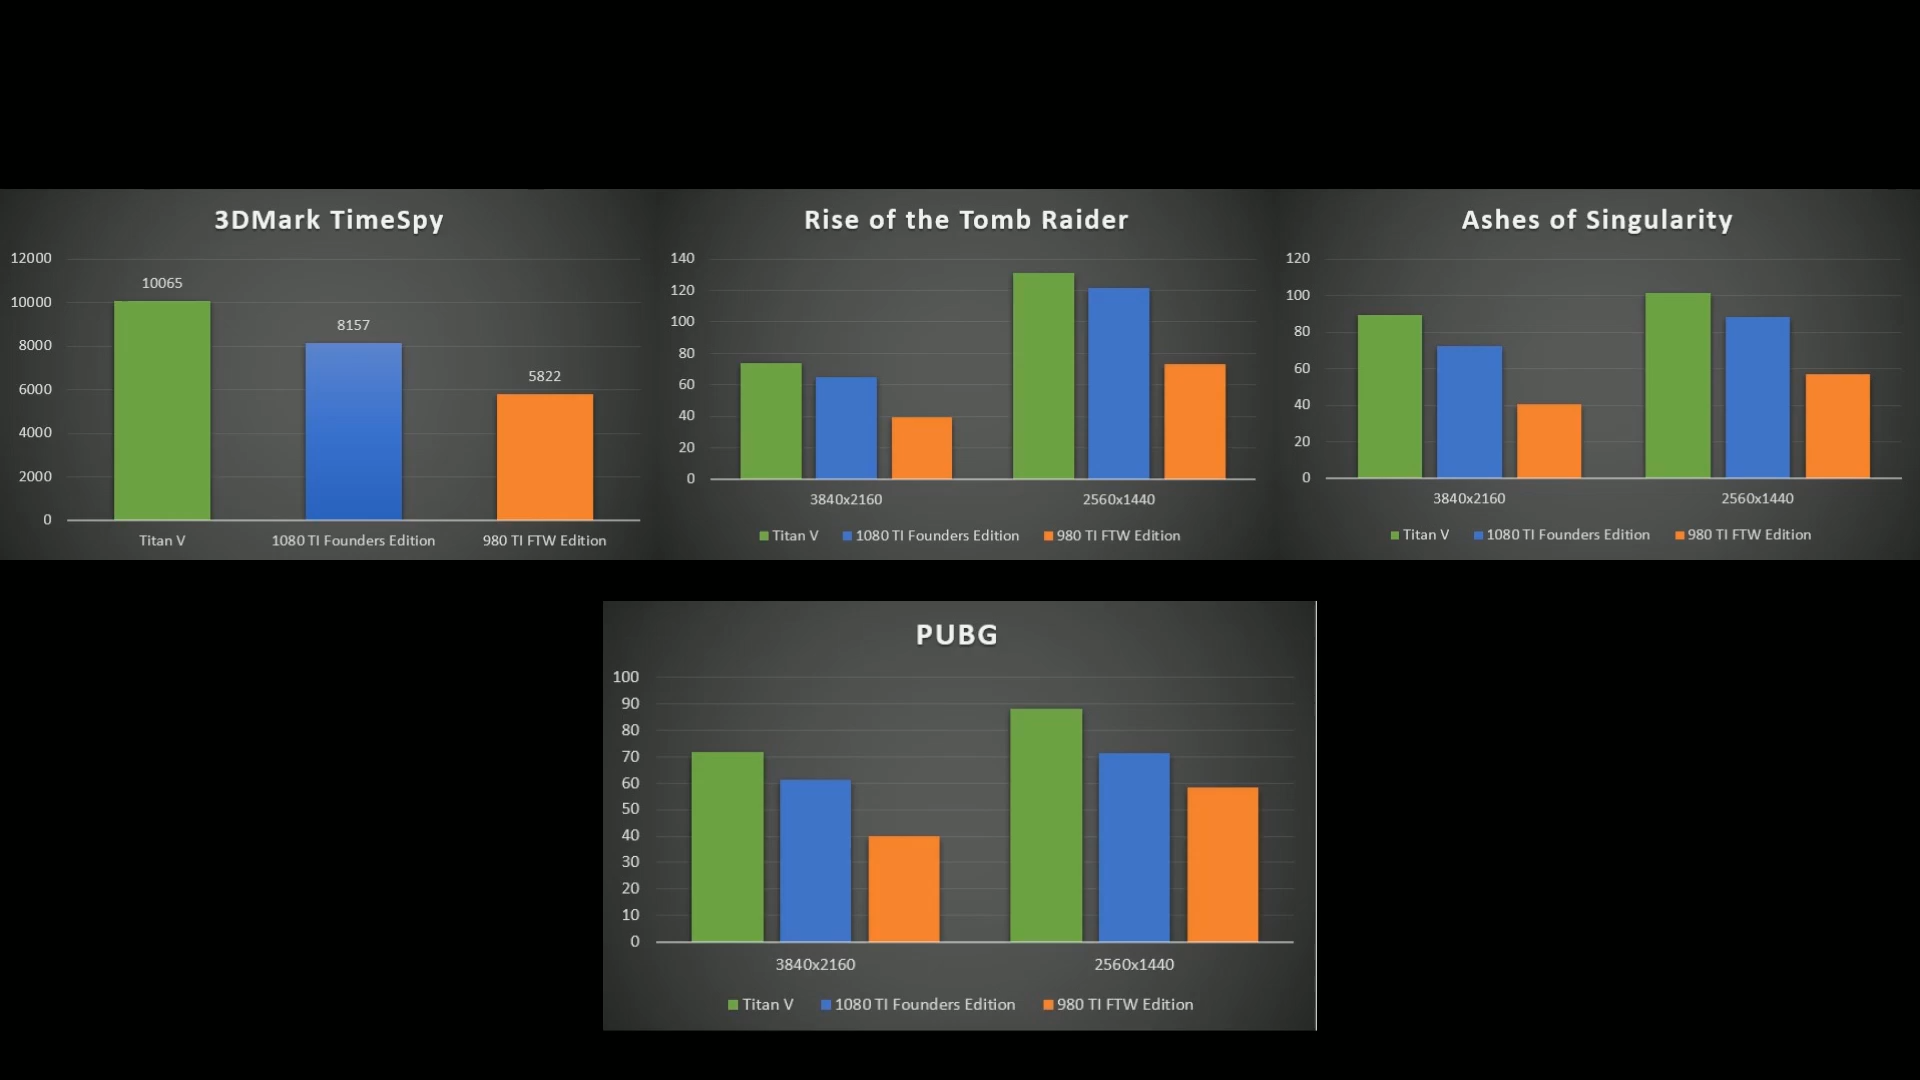 3DMark TimeSpy
12000
10000
8000
6000
4000
2000
0
10065
8157
5822
Titan V
1080 TI Founders Edition
980 TI FTW Edition
Rise of the Tomb Raider
140
120
100
80
60
40
20
0
3840x2160
2560x1440
Titan V 1080 TI Founders Edition 980 TI FTW Edition
Ashes of Singularity
120
100
80
60
40
20
0
3840x2160
2560x1440
Titan V 1080 TI Founders Edition 980 TI FTW Edition
PUBG
100
90
80
70
60
50
40
30
20
10
0
3840x2160
2560x1440
Titan V 1080 TI Founders Edition 980 TI FTW Edition